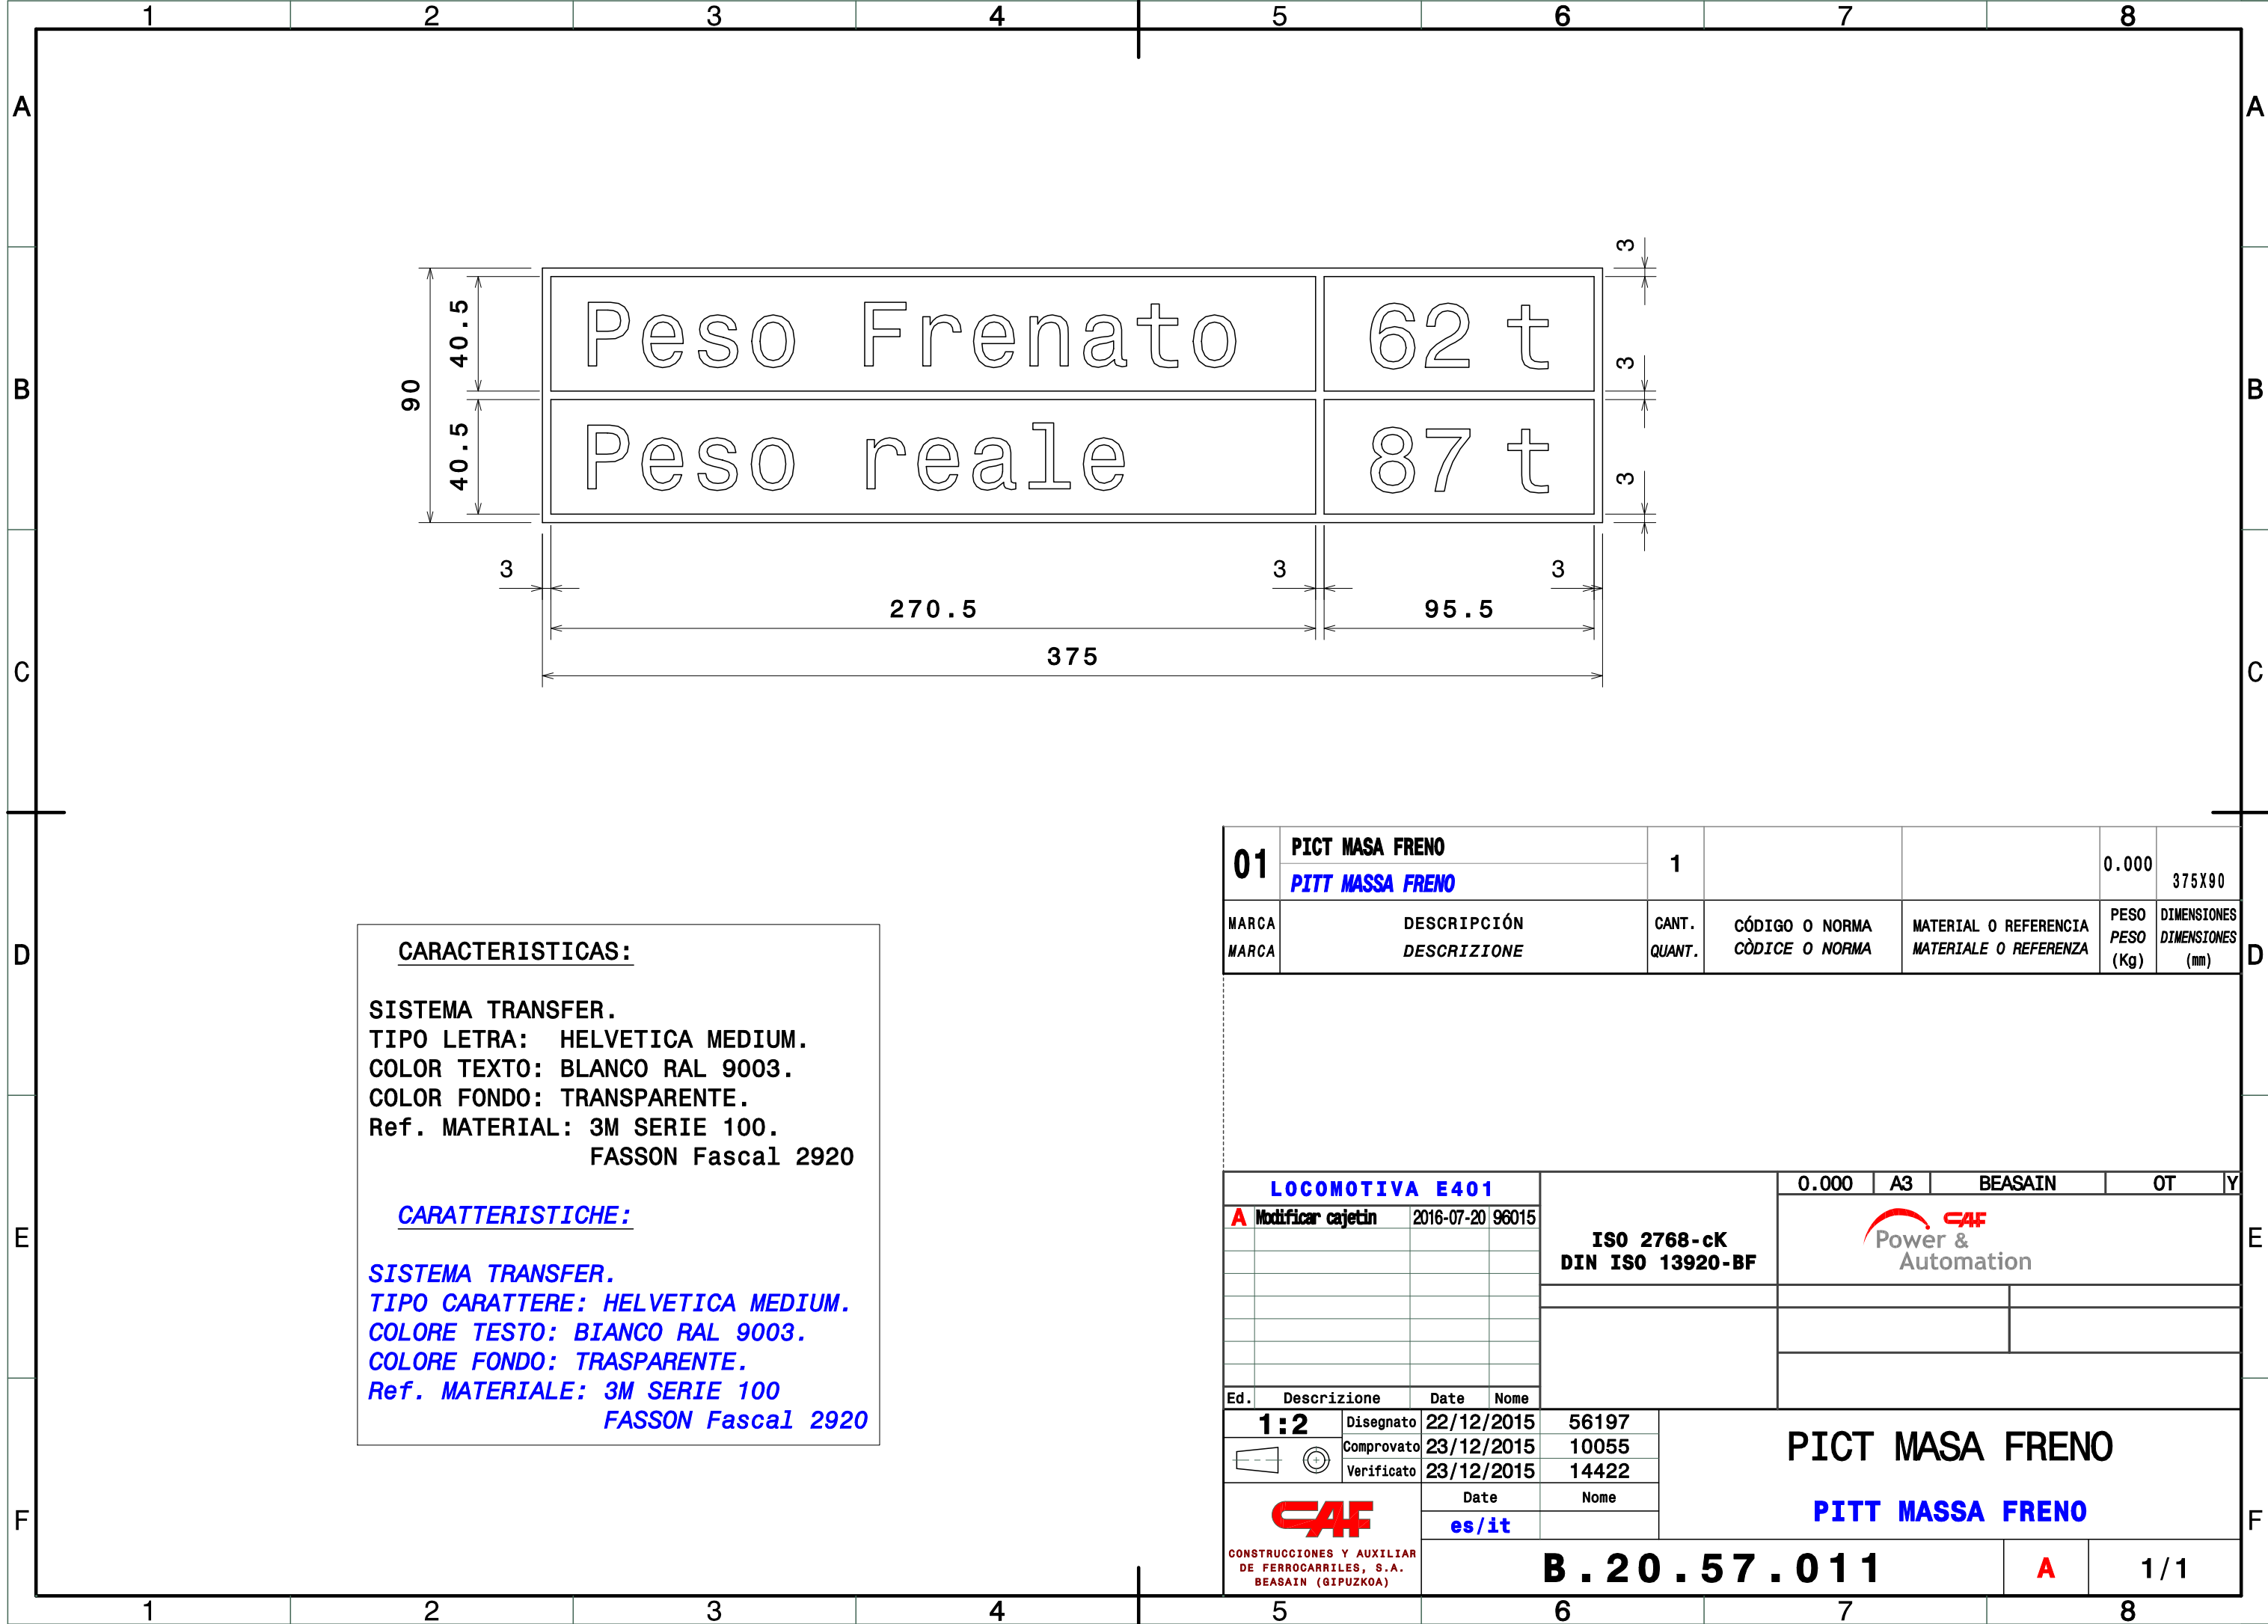 1 2 3 4 5 6 7 8
A A
B B
C C
D D
E E
F F
Peso Frenato 62 t
Peso reale 87 t
90
40.5
40.5
3
3
3
3
3
3
270.5
95.5
375
CARACTERISTICAS:
SISTEMA TRANSFER.
TIPO LETRA: HELVETICA MEDIUM.
COLOR TEXTO: BLANCO RAL 9003.
COLOR FONDO: TRANSPARENTE.
Ref. MATERIAL: 3M SERIE 100.
FASSON Fascal 2920
CARATTERISTICHE:
SISTEMA TRANSFER.
TIPO CARATTERE: HELVETICA MEDIUM.
COLORE TESTO: BIANCO RAL 9003.
COLORE FONDO: TRASPARENTE.
Ref. MATERIALE: 3M SERIE 100
FASSON Fascal 2920
01 PICT MASA FRENO 1 0.000 375X90
PITT MASSA FRENO
MARCA DESCRIPCIÓN CANT. CÓDIGO O NORMA MATERIAL O REFERENCIA PESO DIMENSIONES
MARCA DESCRIZIONE QUANT. CÒDICE O NORMA MATERIALE O REFERENZA PESO DIMENSIONES
(Kg) (mm)
LOCOMOTIVA E401
A Modificar cajetin 2016-07-20 96015
Ed. Descrizione Date Nome
ISO 2768-cK
DIN ISO 13920-BF
0.000 A3 BEASAIN OT Y
CAF
Power &
Automation
1:2
Disegnato 22/12/2015 56197
Comprovato 23/12/2015 10055
Verificato 23/12/2015 14422
Date Nome
es/it
CAF
CONSTRUCCIONES Y AUXILIAR
DE FERROCARRILES, S.A.
BEASAIN (GIPUZKOA)
PICT MASA FRENO
PITT MASSA FRENO
B.20.57.011 A 1/1
1 2 3 4 5 6 7 8